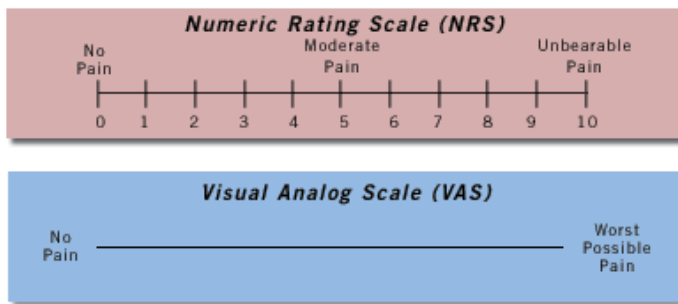 Numeric Rating Scale (NRS)
No
Pain
Moderate
Pain
Unbearable
Pain
0 1 2 3 4 5 6 7 8 9 10
Visual Analog Scale (VAS)
No
Pain
Worst
Possible
Pain